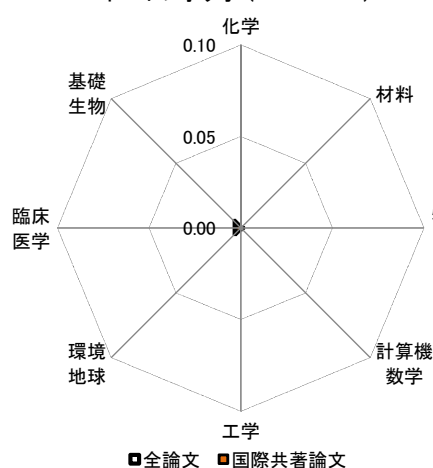 化学
0.10
基礎
生物
材料
0.05
臨床
医学
0.00
環境
地球
計算機
数学
工学
全論文 国際共著論文